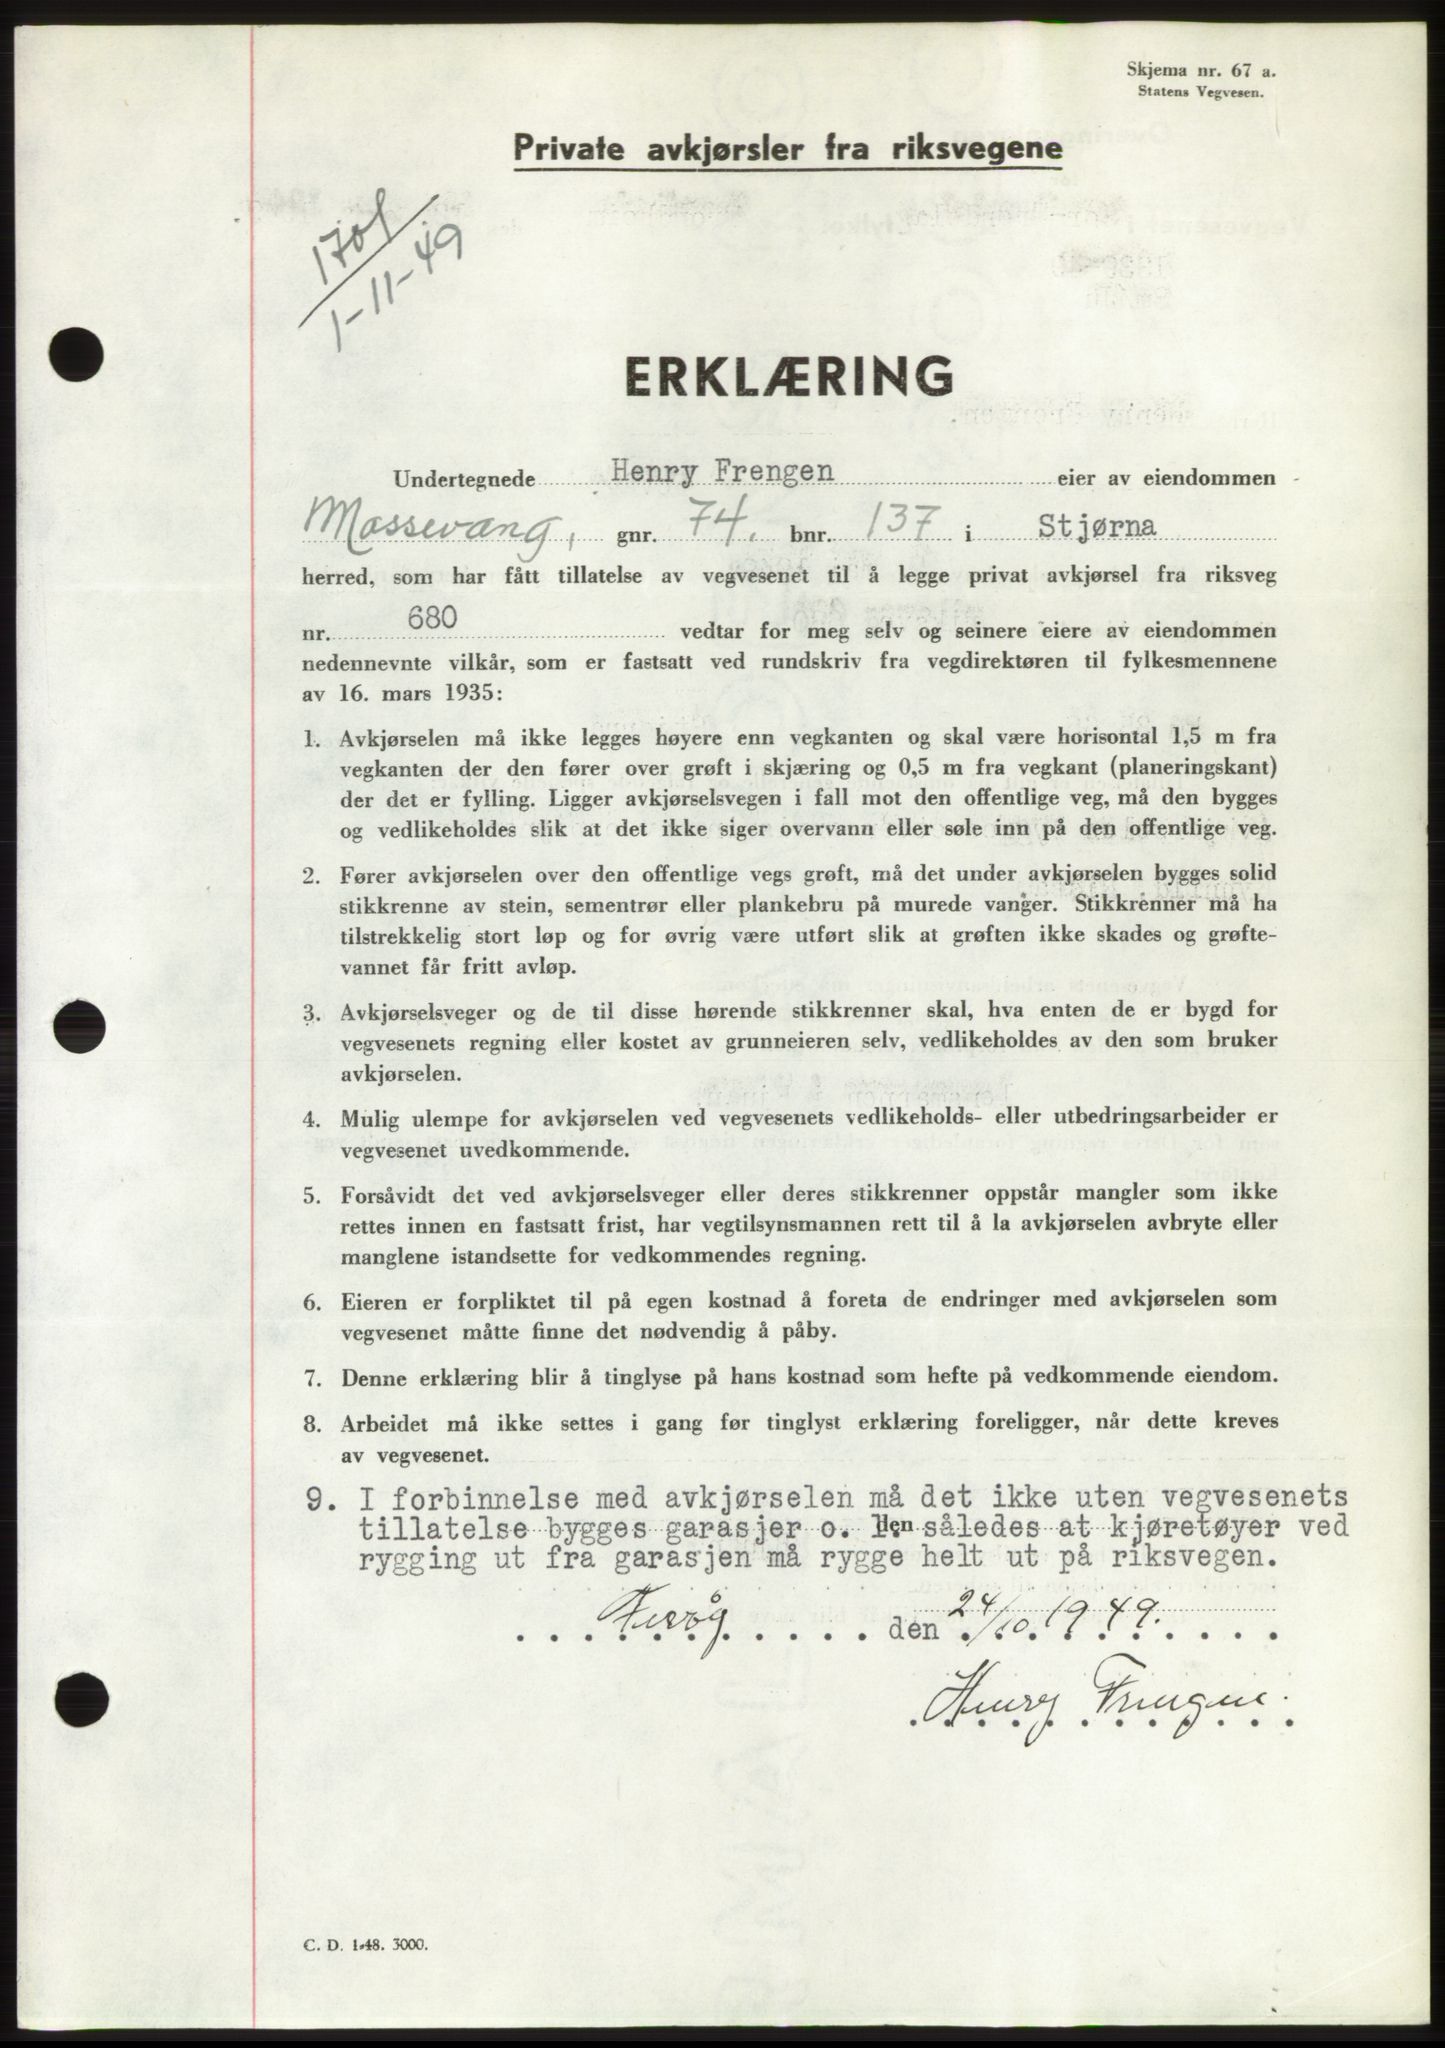 Skjema nr. 67 a.
Statens Vegvesen.
Private avkjørsler fra riksvegene
1701
1-11-49
ERKLÆRING
Undertegnede Henry Frengen eier av eiendommen
Mossevang, gnr. 74. bnr. 137 i Stjørna
herred, som har fått tillatelse av vegvesenet til å legge privat avkjørsel fra riksveg
nr. 680 vedtar for meg selv og seinere eiere av eiendommen
nedennevnte vilkår, som er fastsatt ved rundskriv fra vegdirektøren til fylkesmennene
av 16. mars 1935:
1. Avkjørselen må ikke legges høyere enn vegkanten og skal være horisontal 1,5 m fra
vegkanten der den fører over grøft i skjæring og 0,5 m fra vegkant (planeringskant)
der det er fylling. Ligger avkjørselsvegen i fall mot den offentlige veg, må den bygges
og vedlikeholdes slik at det ikke siger overvann eller søle inn på den offentlige veg.
2. Fører avkjørselen over den offentlige vegs grøft, må det under avkjørselen bygges solid
stikkrenne av stein, sementrør eller plankebru på murede vanger. Stikkrenner må ha
tilstrekkelig stort løp og for øvrig være utført slik at grøften ikke skades og grøfte-
vannet får fritt avløp.
3. Avkjørselsveger og de til disse hørende stikkrenner skal, hva enten de er bygd for
vegvesenets regning eller kostet av grunneieren selv, vedlikeholdes av den som bruker
avkjørselen.
4. Mulig ulempe for avkjørselen ved vegvesenets vedlikeholds- eller utbedringsarbeider er
vegvesenet uvedkommende.
5. Forsåvidt det ved avkjørselsveger eller deres stikkrenner oppstår mangler som ikke
rettes innen en fastsatt frist, har vegtilsynsmannen rett til å la avkjørselen avbryte eller
manglene istandsette for vedkommendes regning.
6. Eieren er forpliktet til på egen kostnad å foreta de endringer med avkjørselen som
vegvesenet måtte finne det nødvendig å påby.
7. Denne erklæring blir å tinglyse på hans kostnad som hefte på vedkommende eiendom.
8. Arbeidet må ikke settes i gang før tinglyst erklæring foreligger, når dette kreves
av vegvesenet.
9. I forbinnelse med avkjørselen må det ikke uten vegvesenets
tillatelse bygges garasjer o. l. således at kjøretøyer ved
rygging ut fra garasjen må rygge helt ut på riksvegen.
den 24/10 1949.
Henry Frengen
C. D. 1-48. 3000.